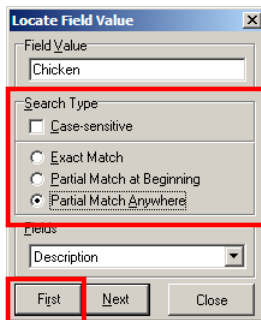 Locate Field Value
Field Value
Chicken
Search Type
Case-sensitive
Exact Match
Partial Match at Beginning
Partial Match Anywhere
Fields
Description
First Next Close